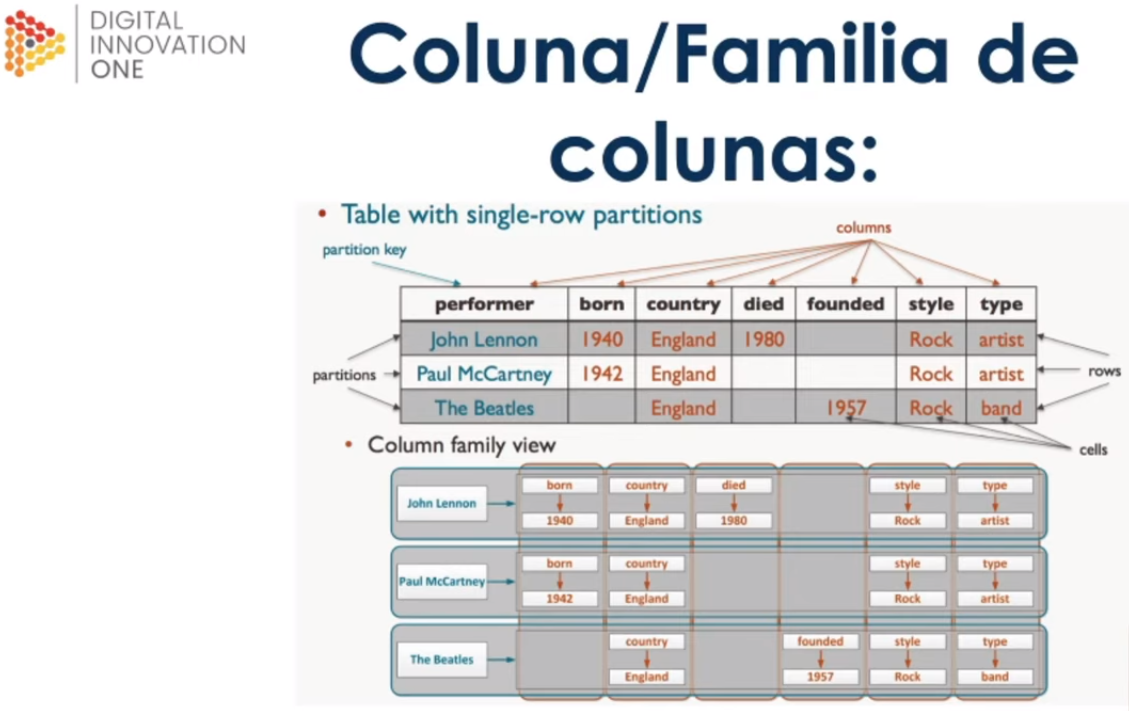 DIGITAL
INNOVATION
ONE
Coluna/Familia de
colunas:
• Table with single-row partitions
columns
partition key
performer born country died founded style type
John Lennon 1940 England 1980 Rock artist
partitions Paul McCartney 1942 England Rock artist rows
The Beatles England 1957 Rock band
cells
• Column family view
born country died style type
John Lennon
1940 England 1980 Rock artist
born country style type
Paul McCartney
1942 England Rock artist
country founded style type
The Beatles
England 1957 Rock band